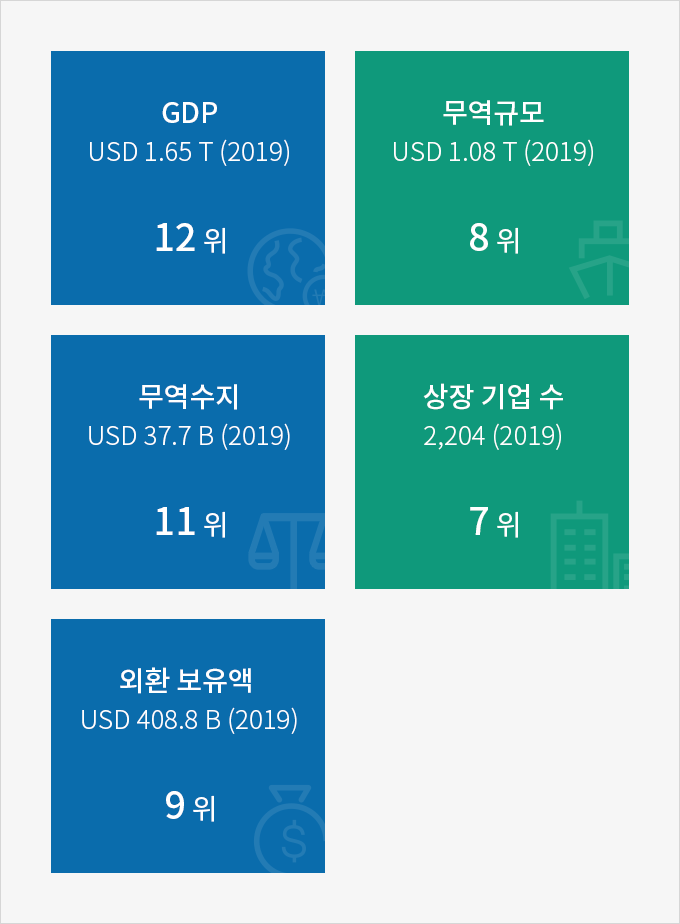 GDP
USD 1.65 T (2019)
12 위
무역규모
USD 1.08 T (2019)
8 위
무역수지
USD 37.7 B (2019)
11 위
상장 기업 수
2,204 (2019)
7 위
외환 보유액
USD 408.8 B (2019)
9 위
$